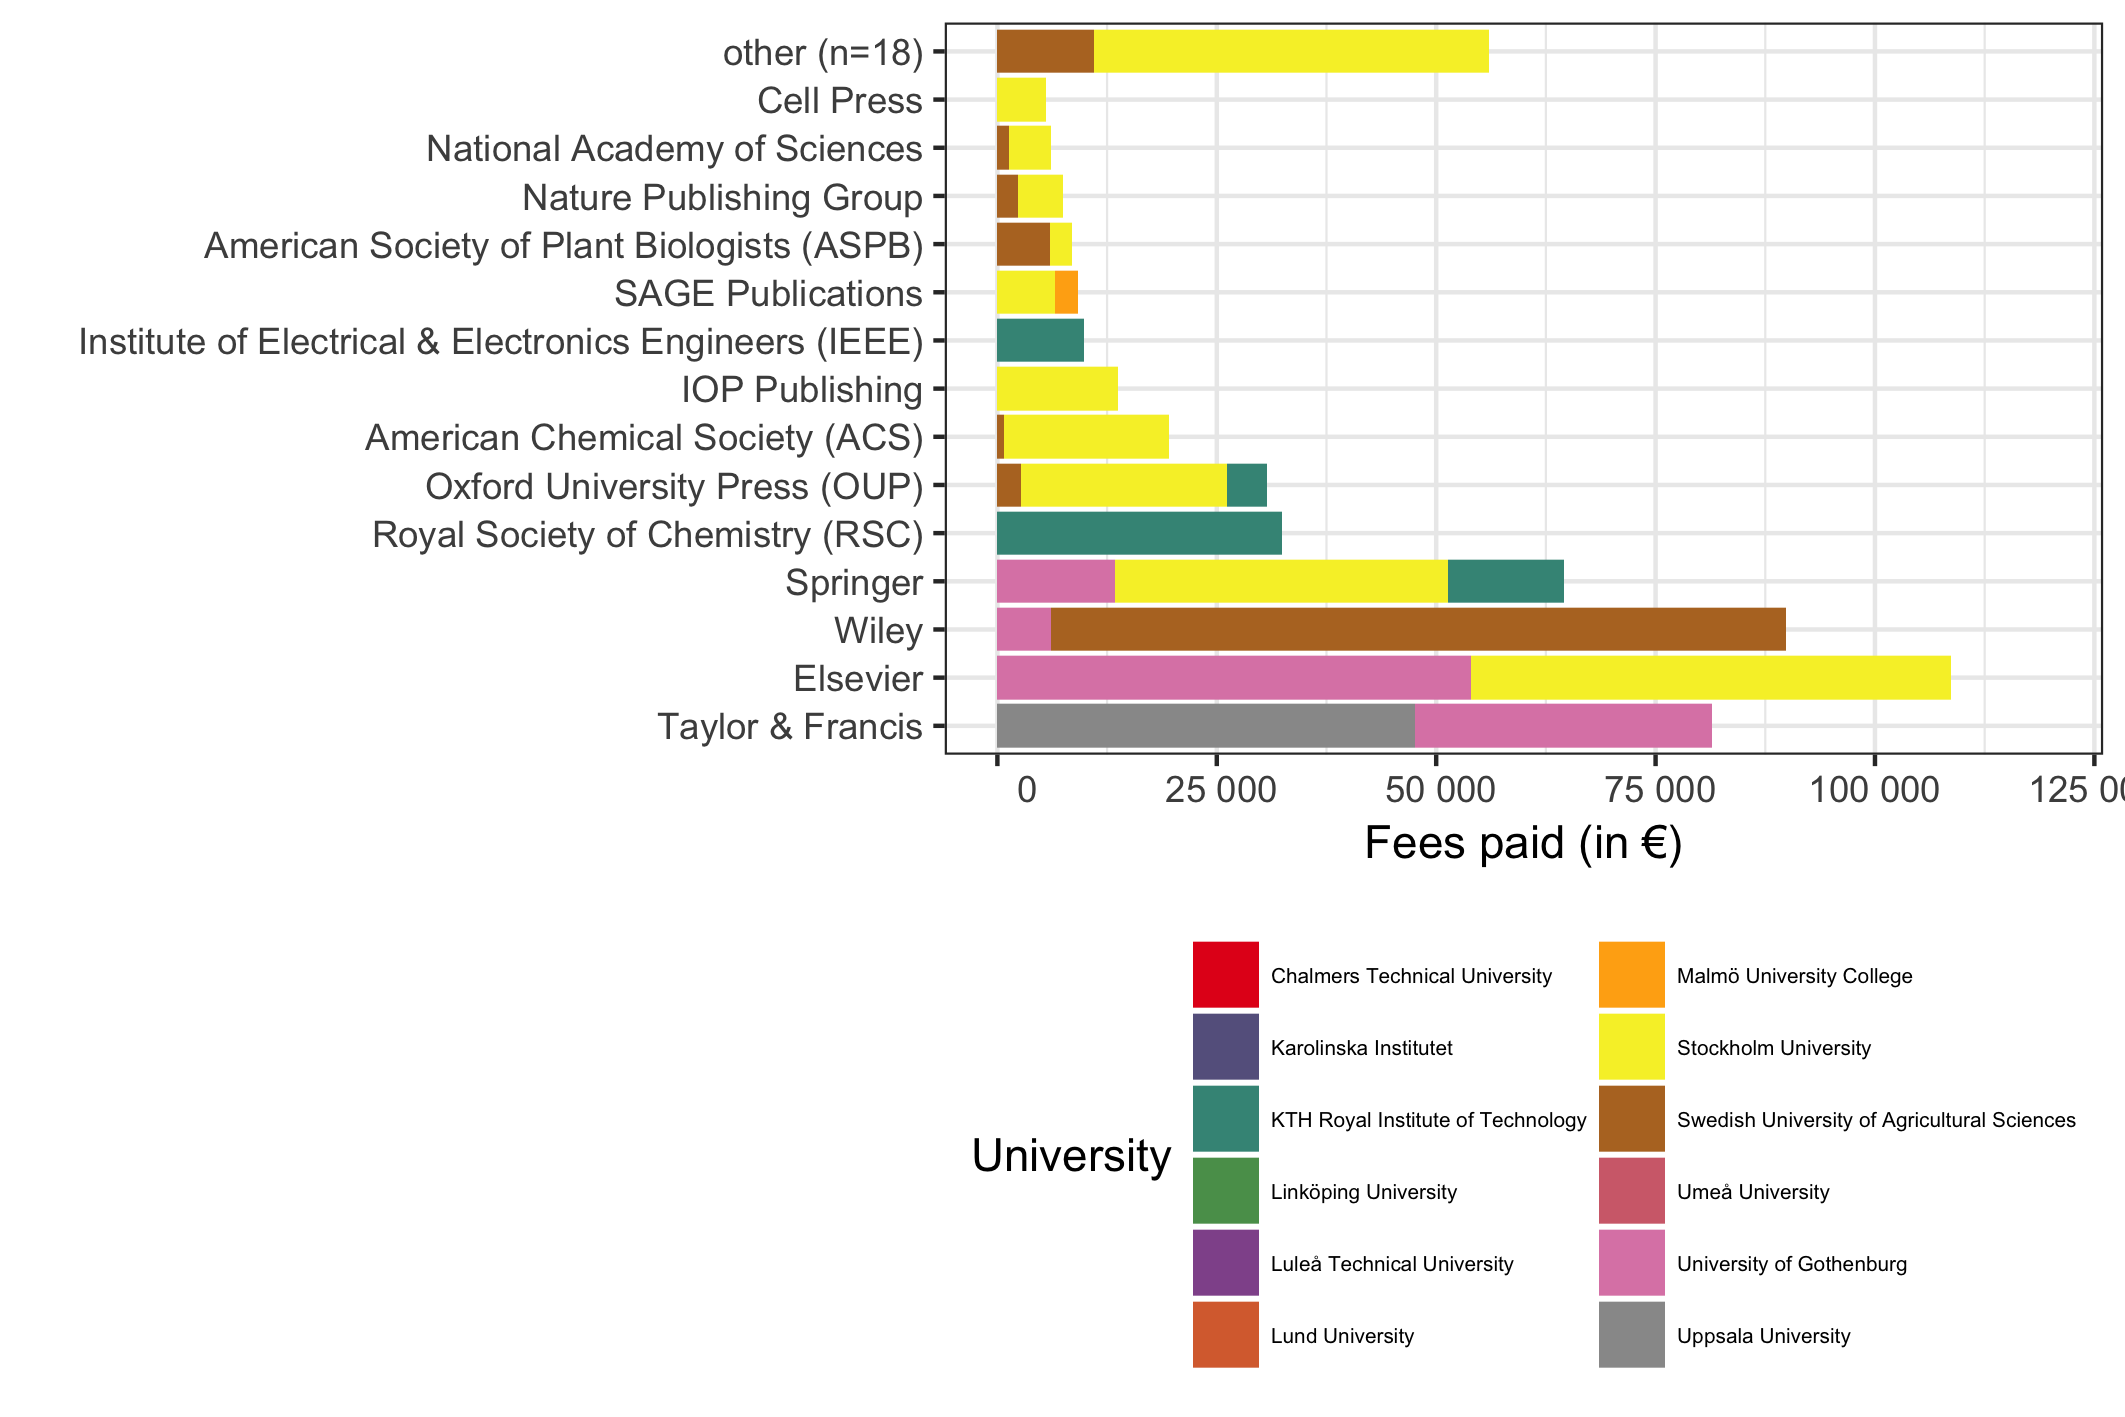 other (n=18)
Cell Press
National Academy of Sciences
Nature Publishing Group
American Society of Plant Biologists (ASPB)
SAGE Publications
Institute of Electrical & Electronics Engineers (IEEE)
IOP Publishing
American Chemical Society (ACS)
Oxford University Press (OUP)
Royal Society of Chemistry (RSC)
Springer
Wiley
Elsevier
Taylor & Francis
0 25 000 50 000 75 000 100 000 125 00
Fees paid (in €)
University
Chalmers Technical University
Karolinska Institutet
KTH Royal Institute of Technology
Linköping University
Luleå Technical University
Lund University
Malmö University College
Stockholm University
Swedish University of Agricultural Sciences
Umeå University
University of Gothenburg
Uppsala University